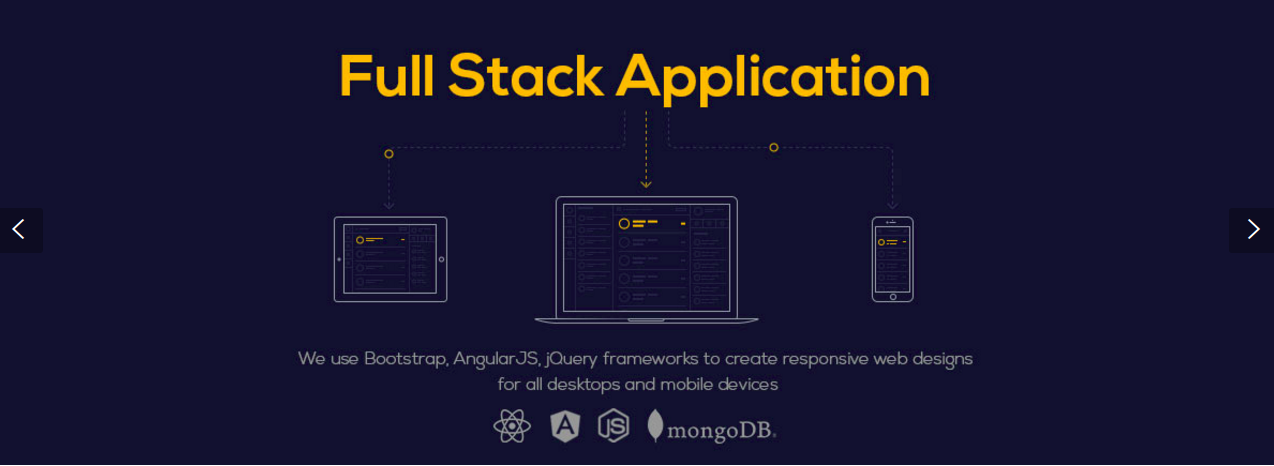 Full Stack Application
We use Bootstrap, AngularJS, jQuery frameworks to create responsive web designs
for all desktops and mobile devices
A JS mongoDB.